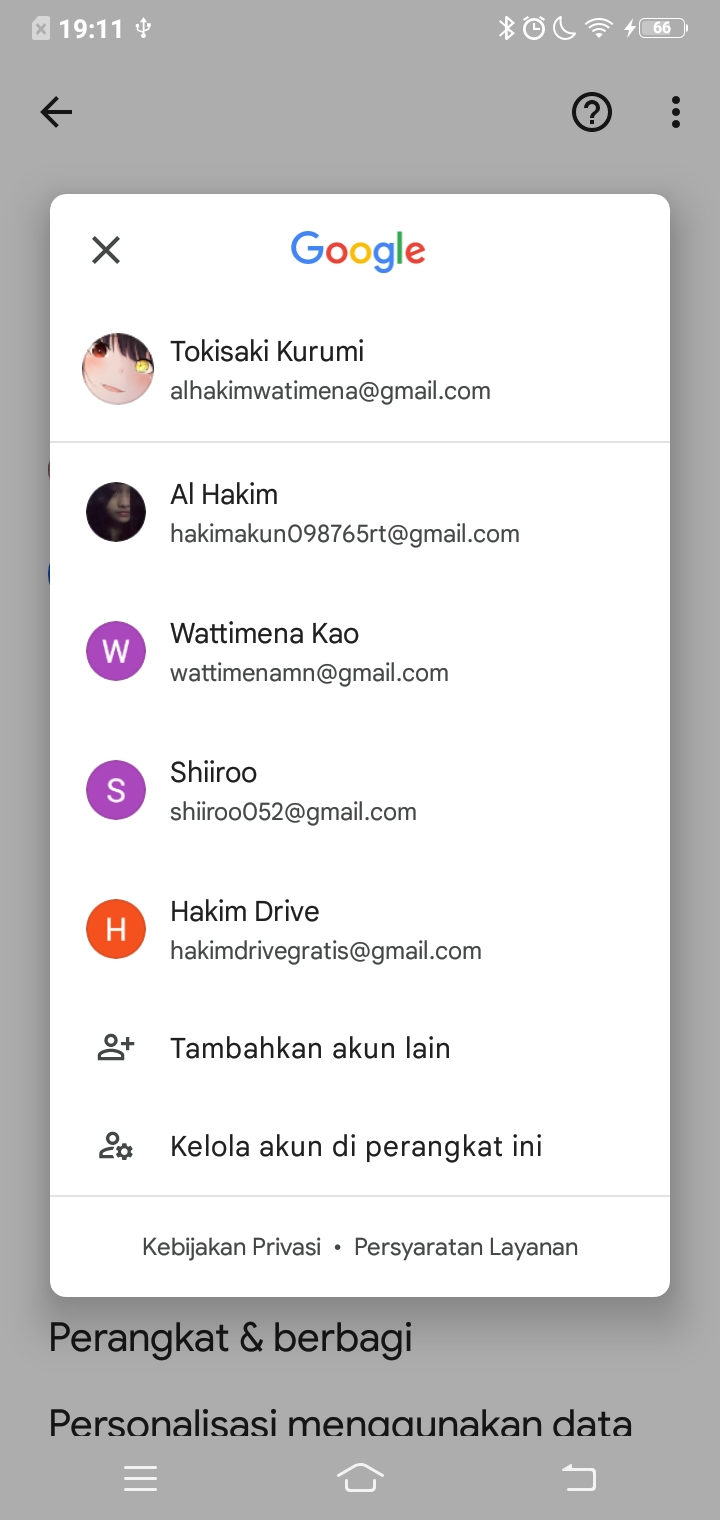 19:11
66
Google
Tokisaki Kurumi
alhakimwatimena@gmail.com
Al Hakim
hakimakun098765rt@gmail.com
W
Wattimena Kao
wattimenamn@gmail.com
S
Shiiroo
shiiroo052@gmail.com
H
Hakim Drive
hakimdrivegratis@gmail.com
Tambahkan akun lain
Kelola akun di perangkat ini
Kebijakan Privasi • Persyaratan Layanan
Perangkat & berbagi
Personalisasi menggunakan data